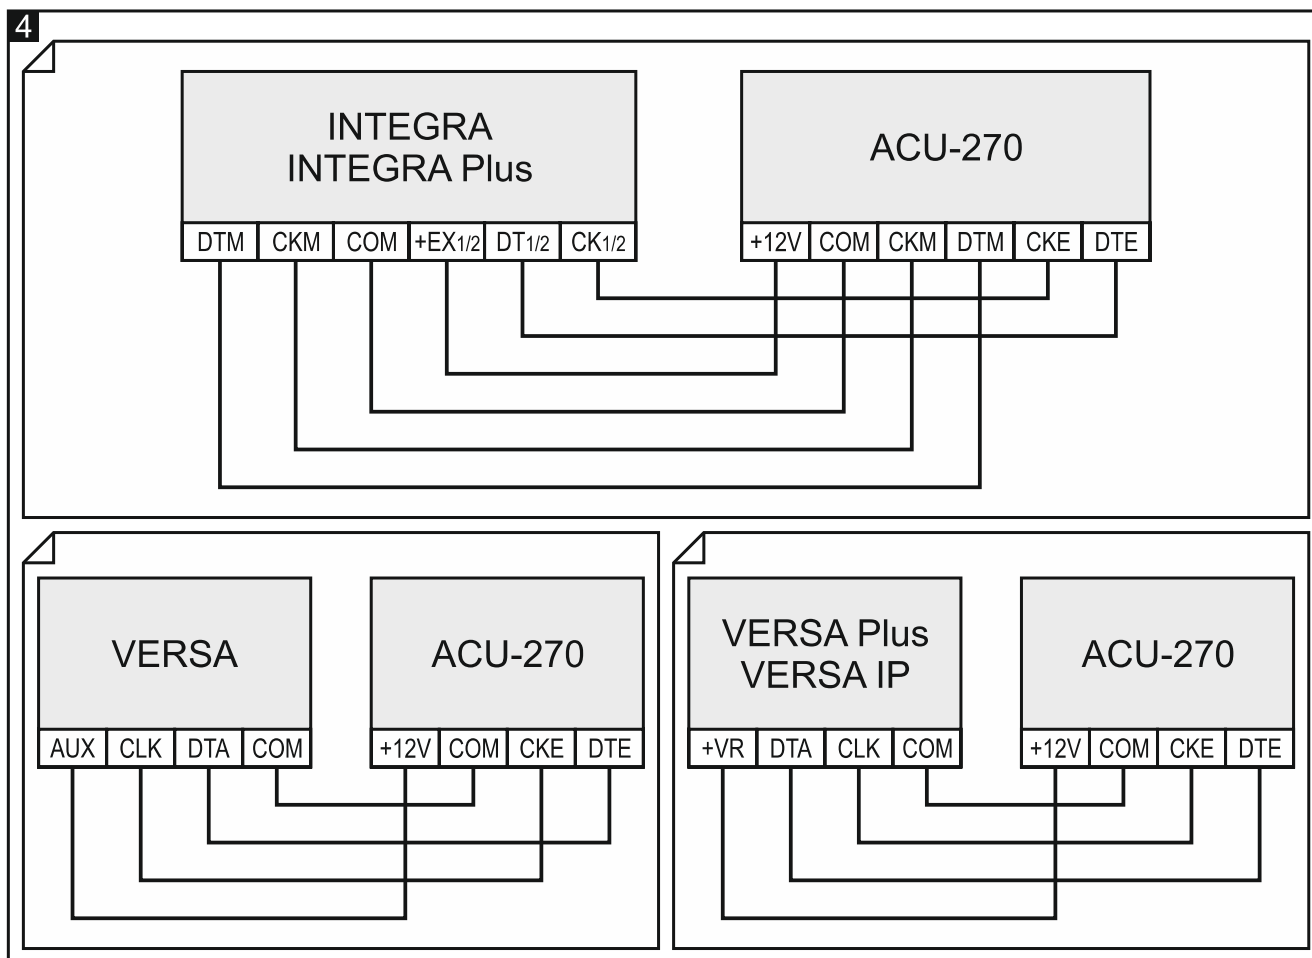 4
INTEGRA
INTEGRA Plus
ACU-270
DTM CKM COM +EX1/2 DT1/2 CK1/2
+12V COM CKM DTM CKE DTE
VERSA
ACU-270
AUX CLK DTA COM
+12V COM CKE DTE
VERSA Plus
VERSA IP
ACU-270
+VR DTA CLK COM
+12V COM CKE DTE